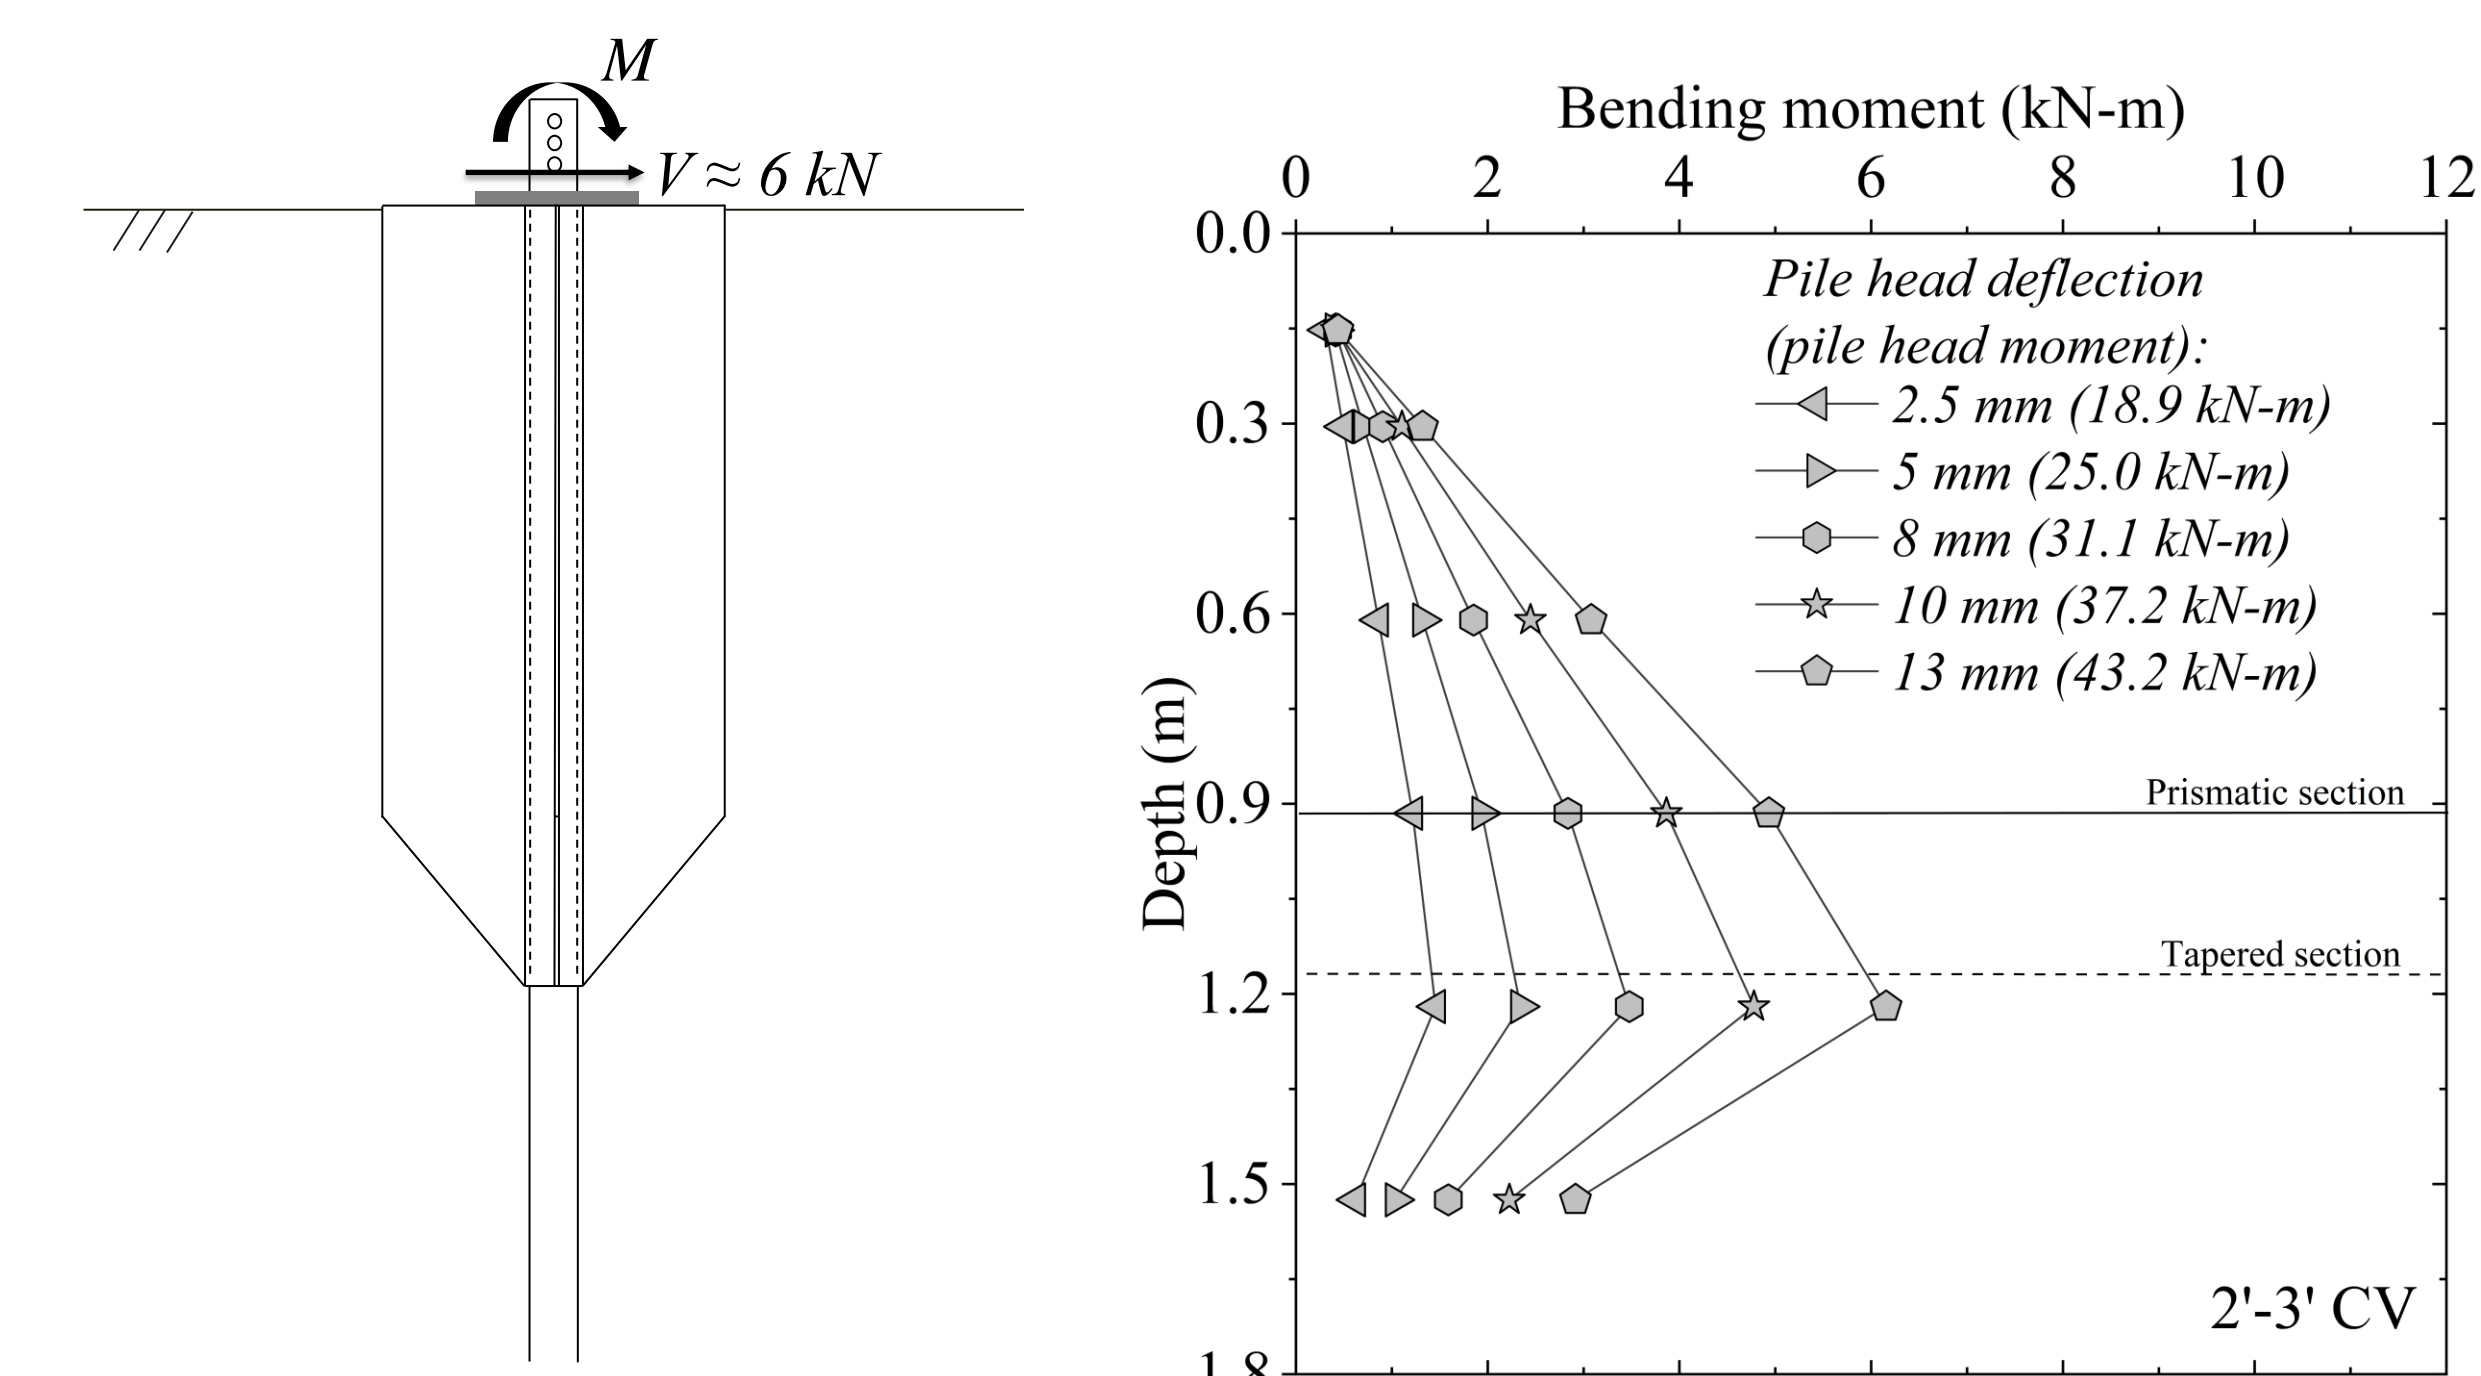 M
V ≈ 6 kN
Bending moment (kN-m)
0 2 4 6 8 10 12
0.0
0.3
0.6
0.9
1.2
1.5
1.8
Depth (m)
Pile head deflection
(pile head moment):
2.5 mm (18.9 kN-m)
5 mm (25.0 kN-m)
8 mm (31.1 kN-m)
10 mm (37.2 kN-m)
13 mm (43.2 kN-m)
Prismatic section
Tapered section
2'-3' CV